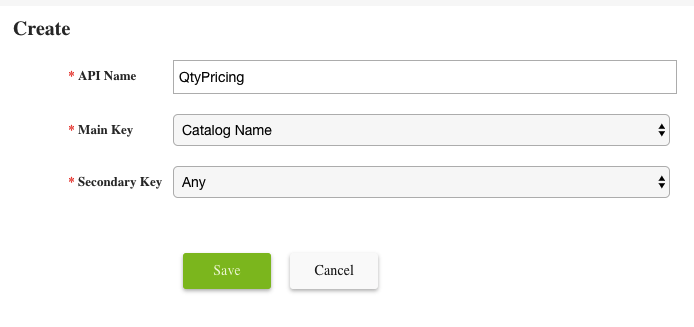 Create
* API Name QtyPricing
* Main Key Catalog Name
* Secondary Key Any
Save Cancel